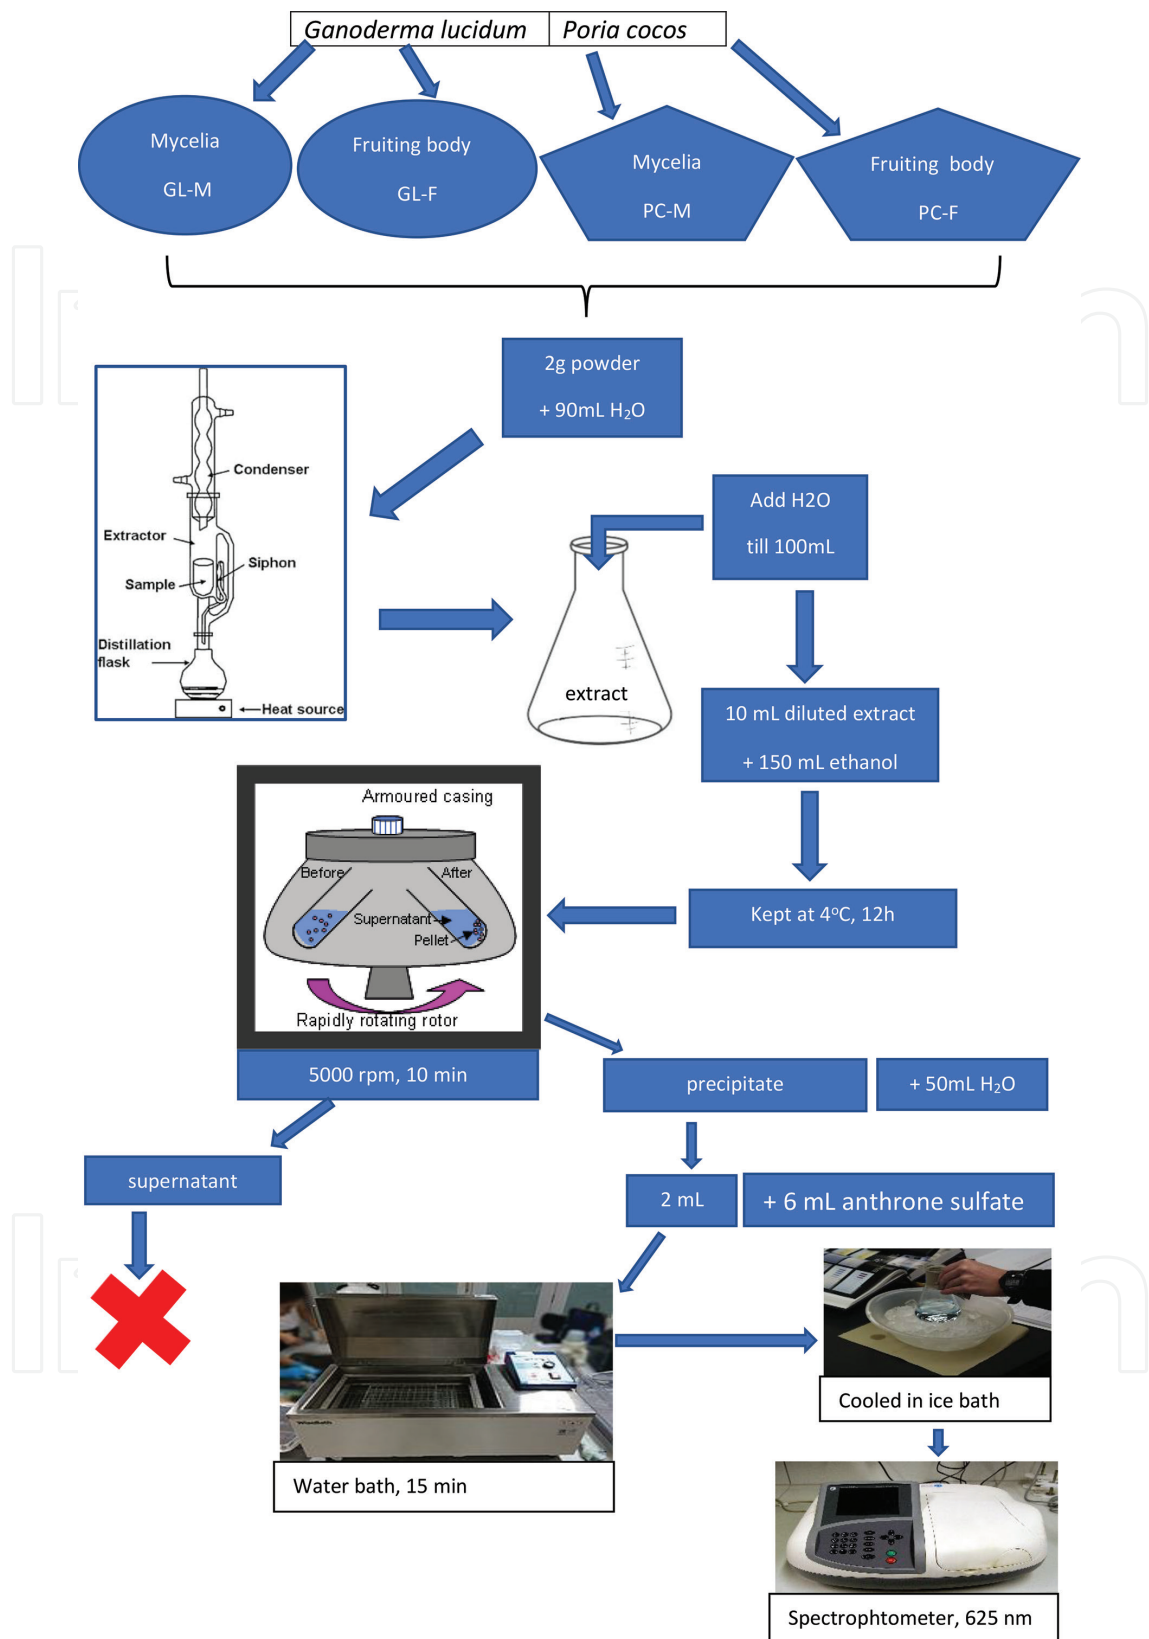 Ganoderma lucidum Poria cocos
Mycelia
GL-M
Fruiting body
GL-F
Mycelia
PC-M
Fruiting body
PC-F
2g powder
+ 90mL H₂O
Condenser
Extractor
Siphon
Sample
Distillation
flask
Heat source
Add H2O
till 100mL
extract
10 mL diluted extract
+ 150 mL ethanol
Kept at 4ºC, 12h
Armoured casing
Before
After
Supernatant
Pellet
Rapidly rotating rotor
5000 rpm, 10 min
precipitate
+ 50mL H₂O
supernatant
2 mL
+ 6 mL anthrone sulfate
Water bath, 15 min
Cooled in ice bath
Spectrophtometer, 625 nm